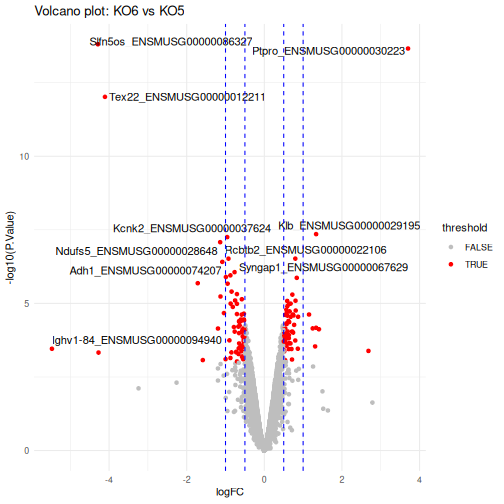 Volcano plot: KO6 vs KO5
Slfn5os_ENSMUSG00000086327
Ptpro_ENSMUSG00000030223
Tex22_ENSMUSG00000012211
Kcnk2_ENSMUSG00000037624
Klb_ENSMUSG00000029195
Ndufs5_ENSMUSG00000028648
Rcbtb2_ENSMUSG00000022106
Adh1_ENSMUSG00000074207
Syngap1_ENSMUSG00000067629
Ighv1-84_ENSMUSG00000094940
10
5
0
-4
-2
0
2
4
logFC
-log10(P.Value)
threshold
FALSE
TRUE